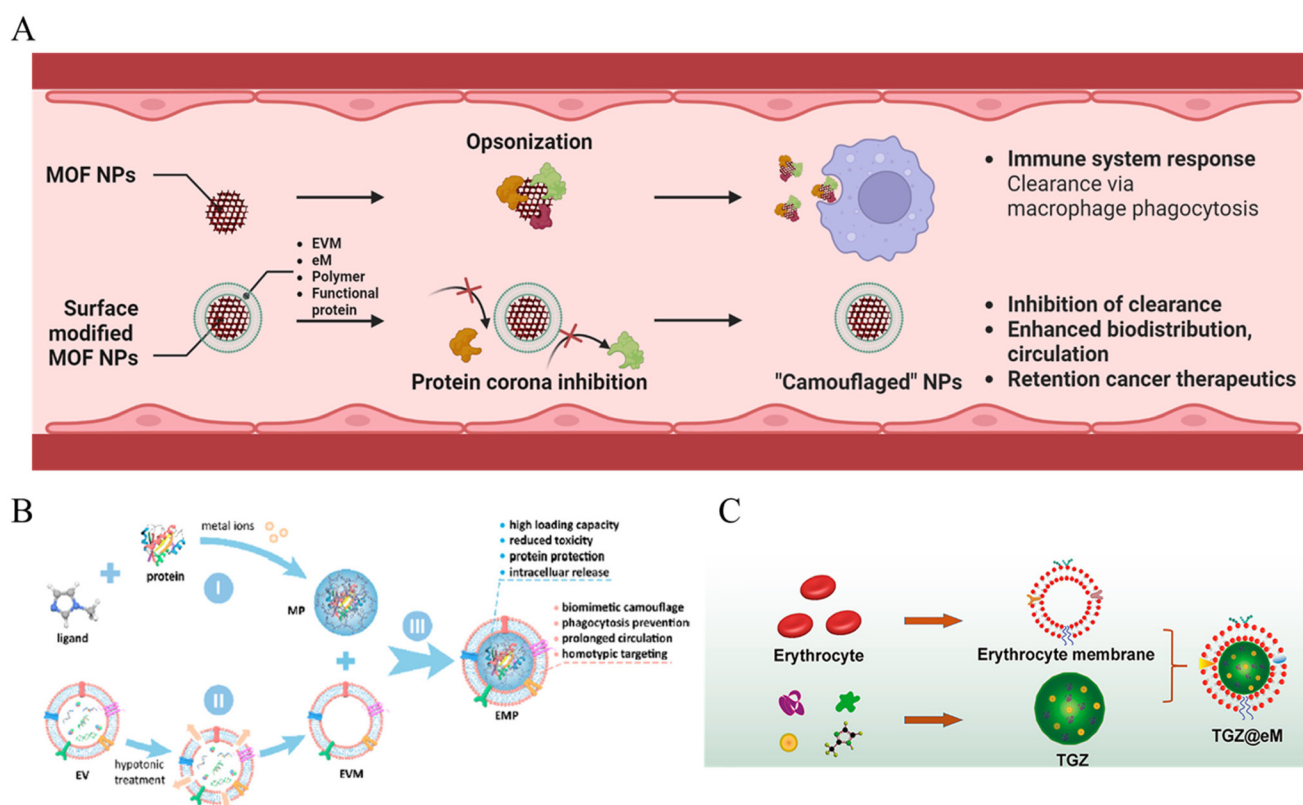 A
MOF NPs
Opsonization
• Immune system response
Clearance via
macrophage phagocytosis
• EVM
• eM
• Polymer
• Functional
protein
Surface
modified
MOF NPs
Protein corona inhibition
"Camouflaged" NPs
• Inhibition of clearance
• Enhanced biodistribution,
circulation
• Retention cancer therapeutics
B
ligand
protein
metal ions
I
MP
• high loading capacity
• reduced toxicity
• protein protection
• intracelluar release
III
• biomimetic camouflag
• phagocytosis prevention
• prolonged circulation
• homotypic targeting
EMP
EV
hypotonic
treatment
II
EVM
C
Erythrocyte
Erythrocyte membrane
TGZ
TGZ@eM